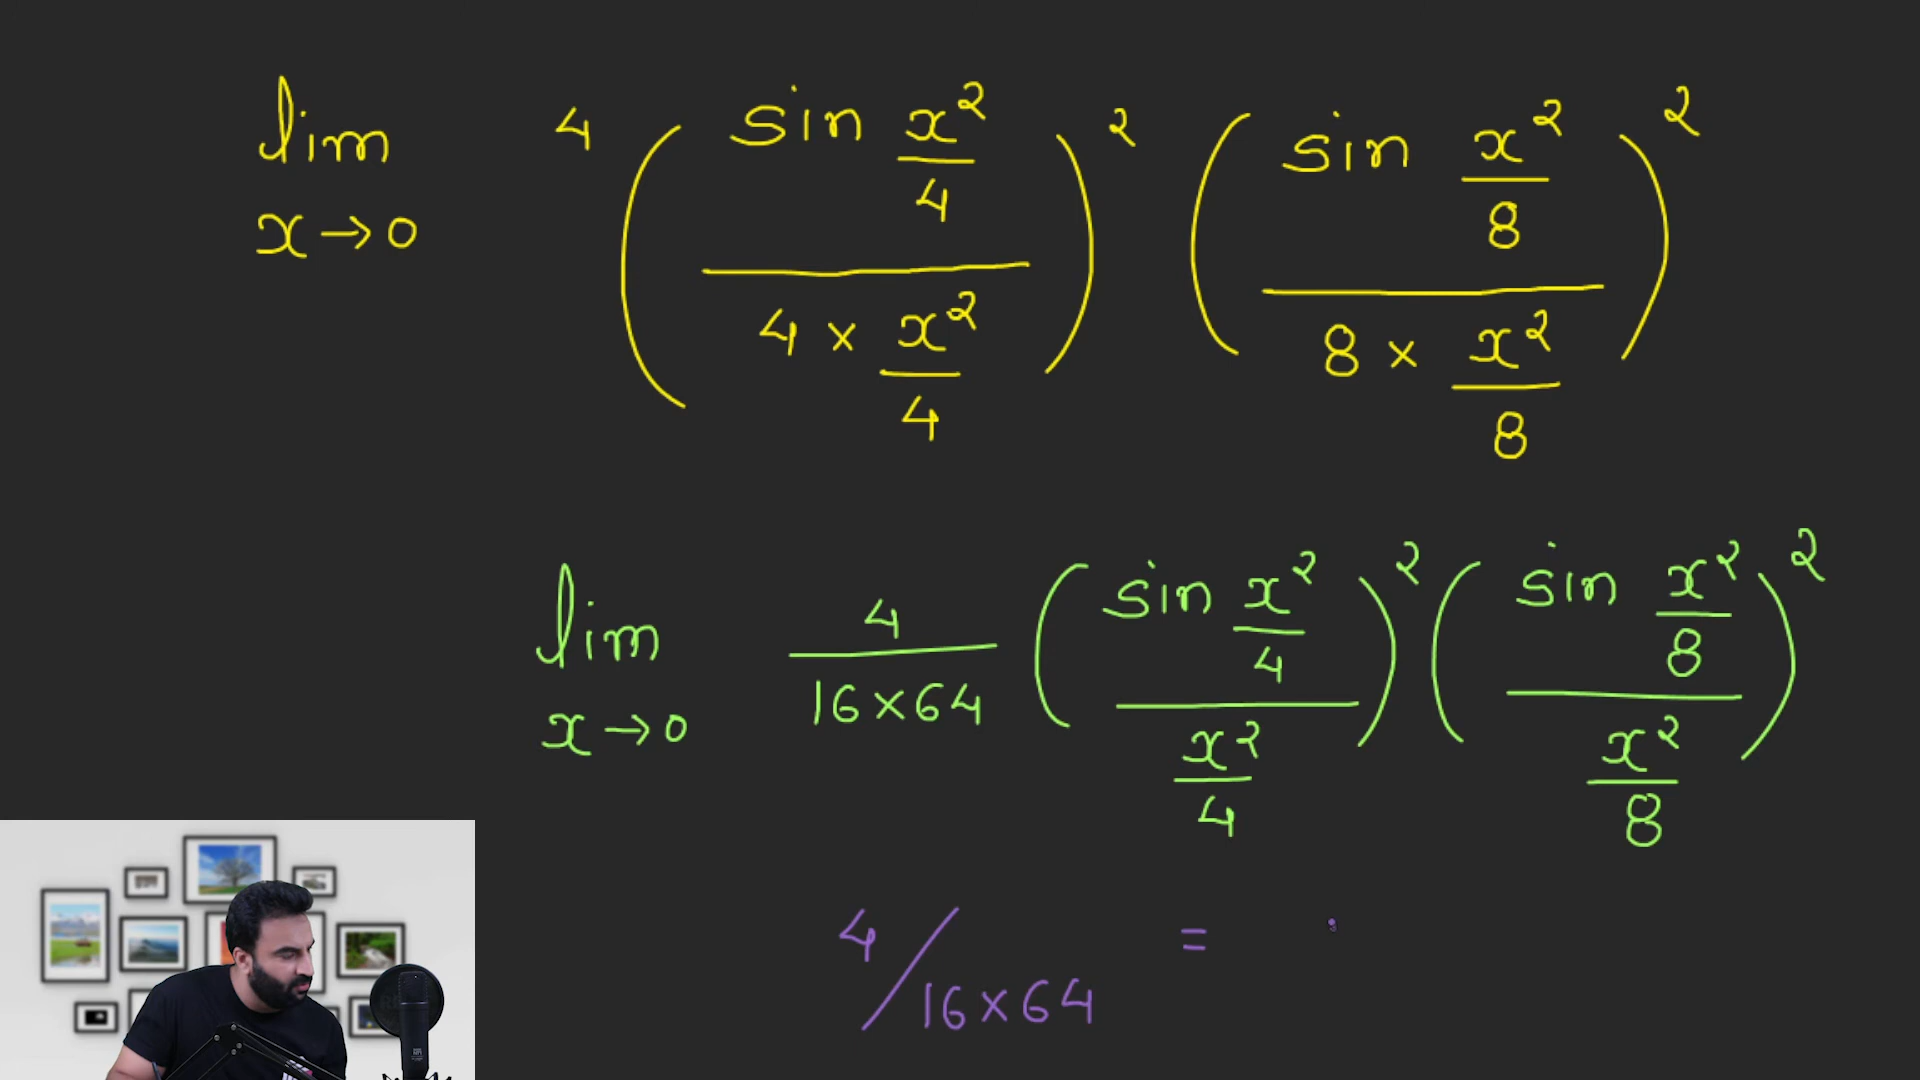 lim x→0 4 ( sin x²/4 / 4 × x²/4 )² ( sin x²/8 / 8 × x²/8 )²
lim x→0 4/16×64 ( sin x²/4 / x²/4 )² ( sin x²/8 / x²/8 )²
4/16×64 =